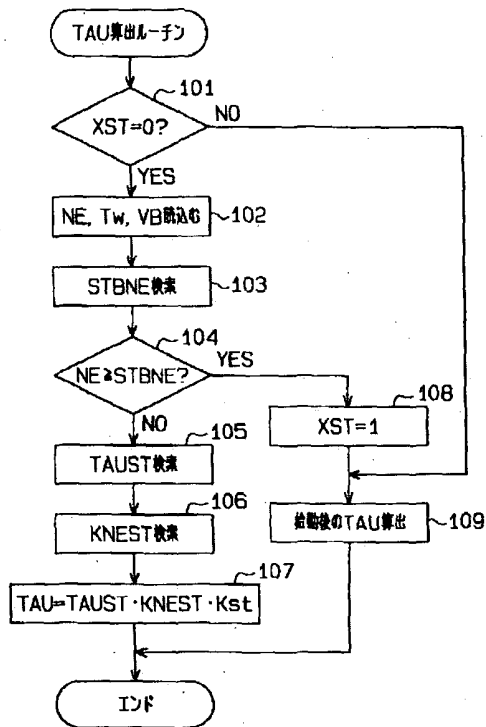 TAU算出ルーチン
101
XST=0?
NO
YES
NE, Tw, VB読込む
102
STBNE検索
103
104
NE≧STBNE?
YES
NO
108
XST=1
105
TAUST検索
106
KNEST検索
始動後のTAU算出
109
107
TAU=TAUST·KNEST·Kst
エンド